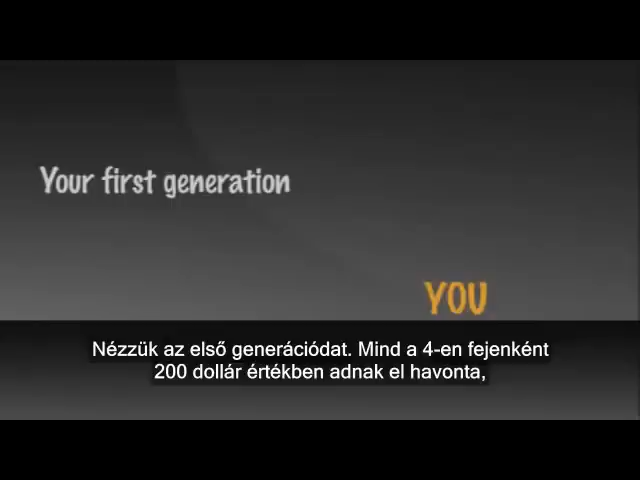 Your first generation
YOU
Nézzük az első generációdat. Mind a 4-en fejenként
200 dollár értékben adnak el havonta,